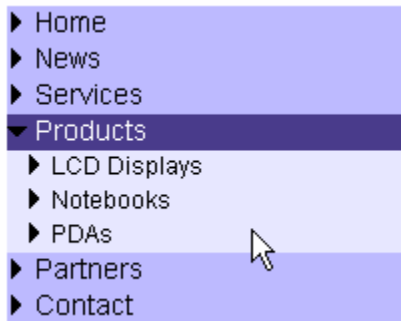 Home
News
Services
Products
LCD Displays
Notebooks
PDAs
Partners
Contact